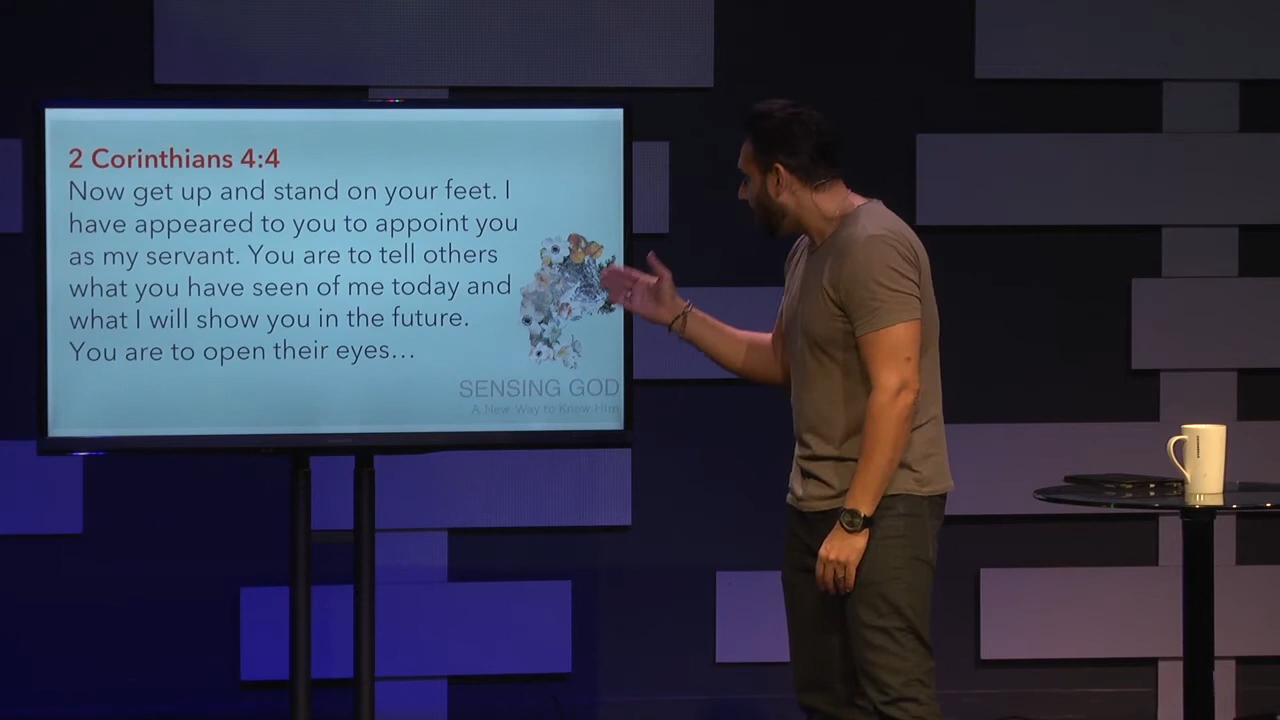 2 Corinthians 4:4
Now get up and stand on your feet. I
have appeared to you to appoint you
as my servant. You are to tell others
what you have seen of me today and
what I will show you in the future.
You are to open their eyes…
SENSING GOD
A New Way to Know Him